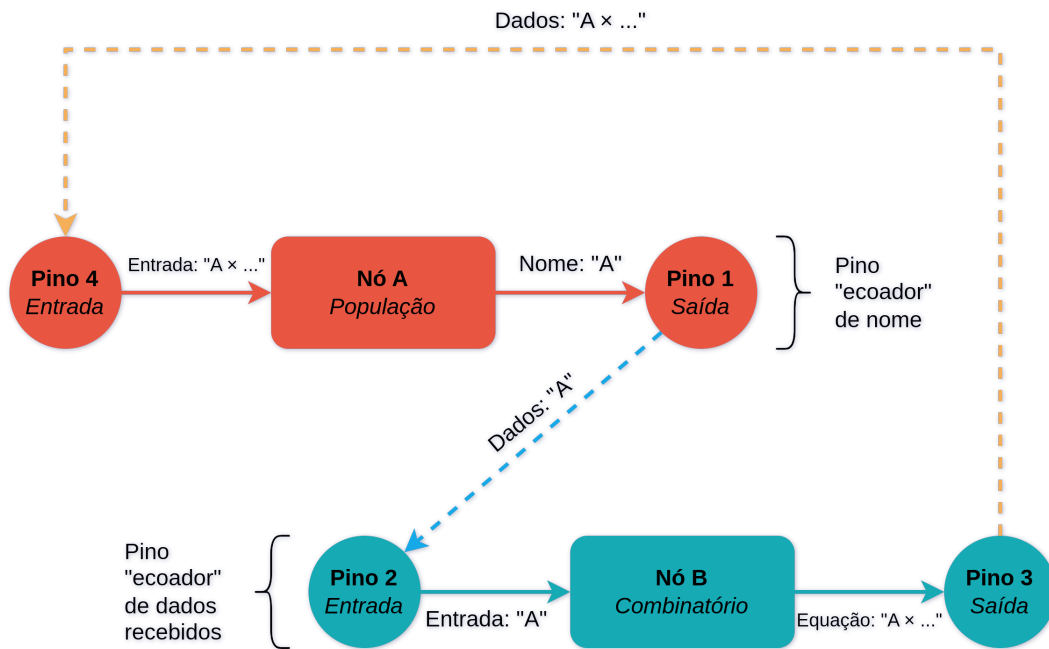 Dados: "A × ..."
Pino 4
Entrada
Entrada: "A × ..."
Nó A
População
Nome: "A"
Pino 1
Saída
Pino
"ecoador"
de nome
Dados: "A"
Pino
"ecoador"
de dados
recebidos
Pino 2
Entrada
Entrada: "A"
Nó B
Combinatório
Equação: "A × ..."
Pino 3
Saída